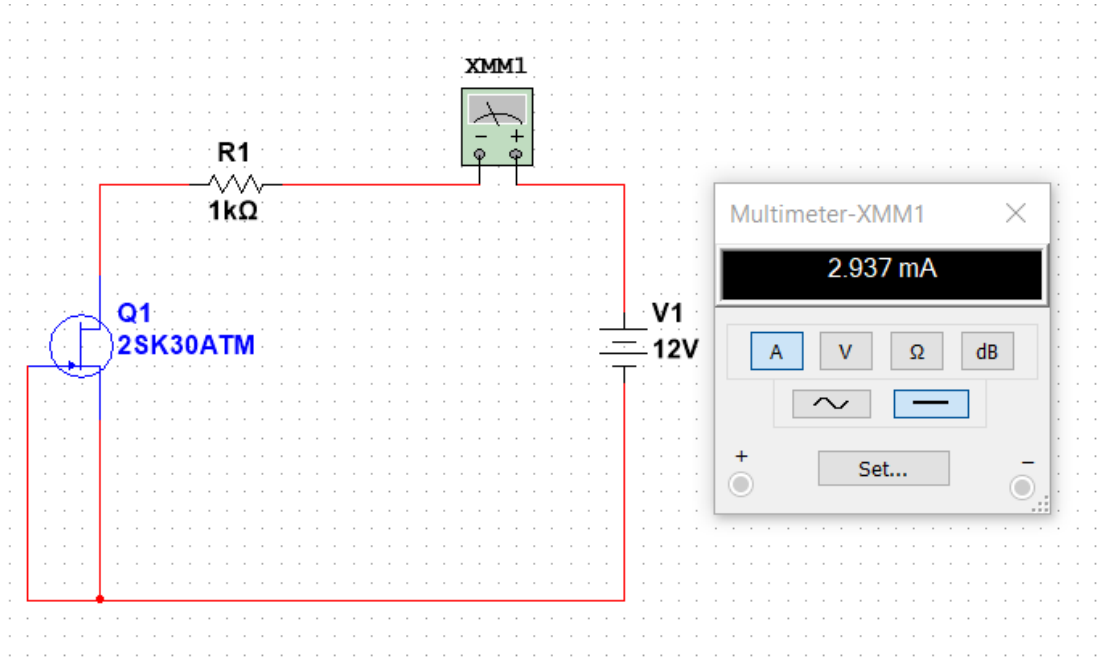 XMM1
R1
1kΩ
Q1
2SK30ATM
V1
12V
Multimeter-XMM1
2.937 mA
A
V
Ω
dB
+
Set...
−